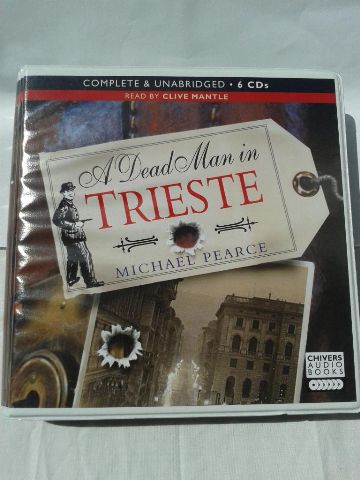 COMPLETE & UNABRIDGED • 6 CDs
READ BY CLIVE MANTLE
A Dead Man in
TRIESTE
MICHAEL PEARCE
CHIVERS
AUDIO
BOOKS